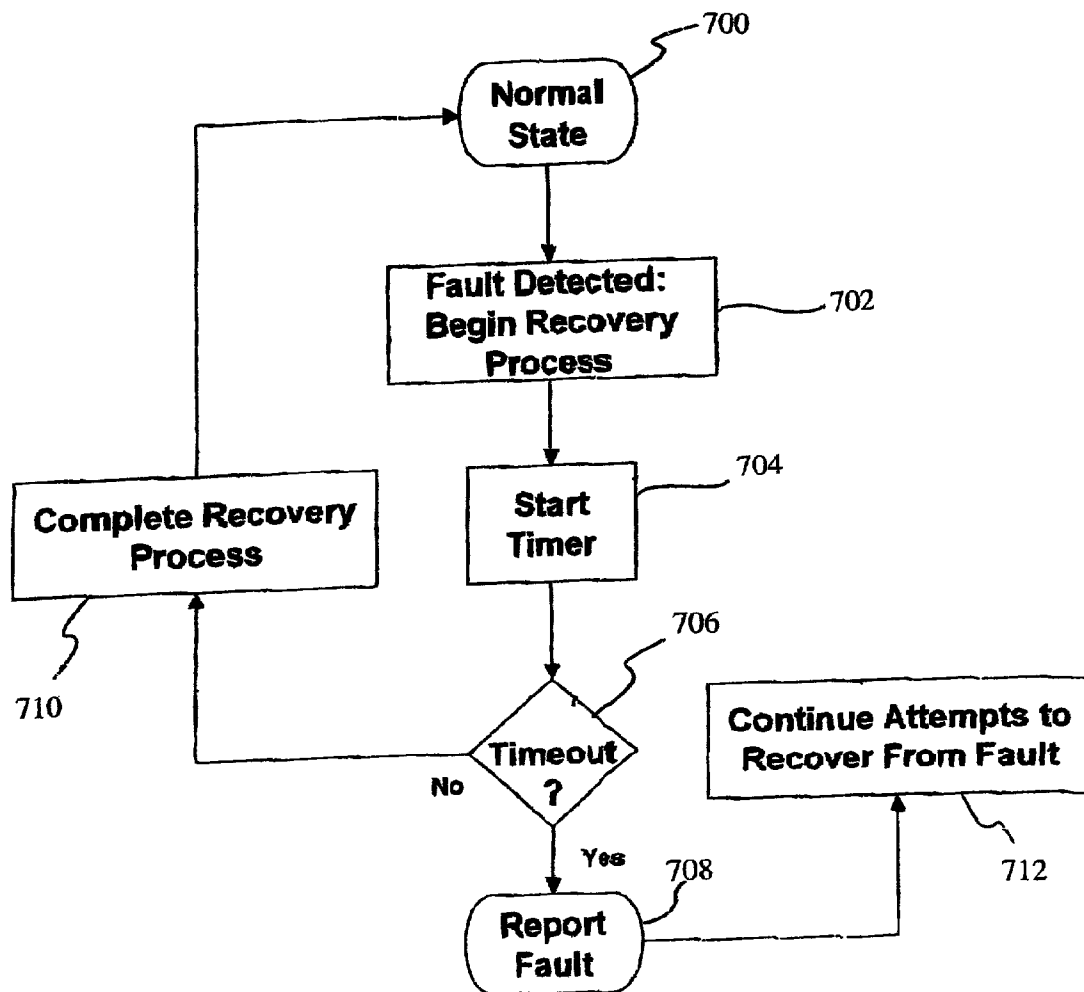 700
Normal
State
Fault Detected:
Begin Recovery
Process
702
704
Start
Timer
Complete Recovery
Process
710
706
Timeout
?
No
Yes
Continue Attempts to
Recover From Fault
712
708
Report
Fault